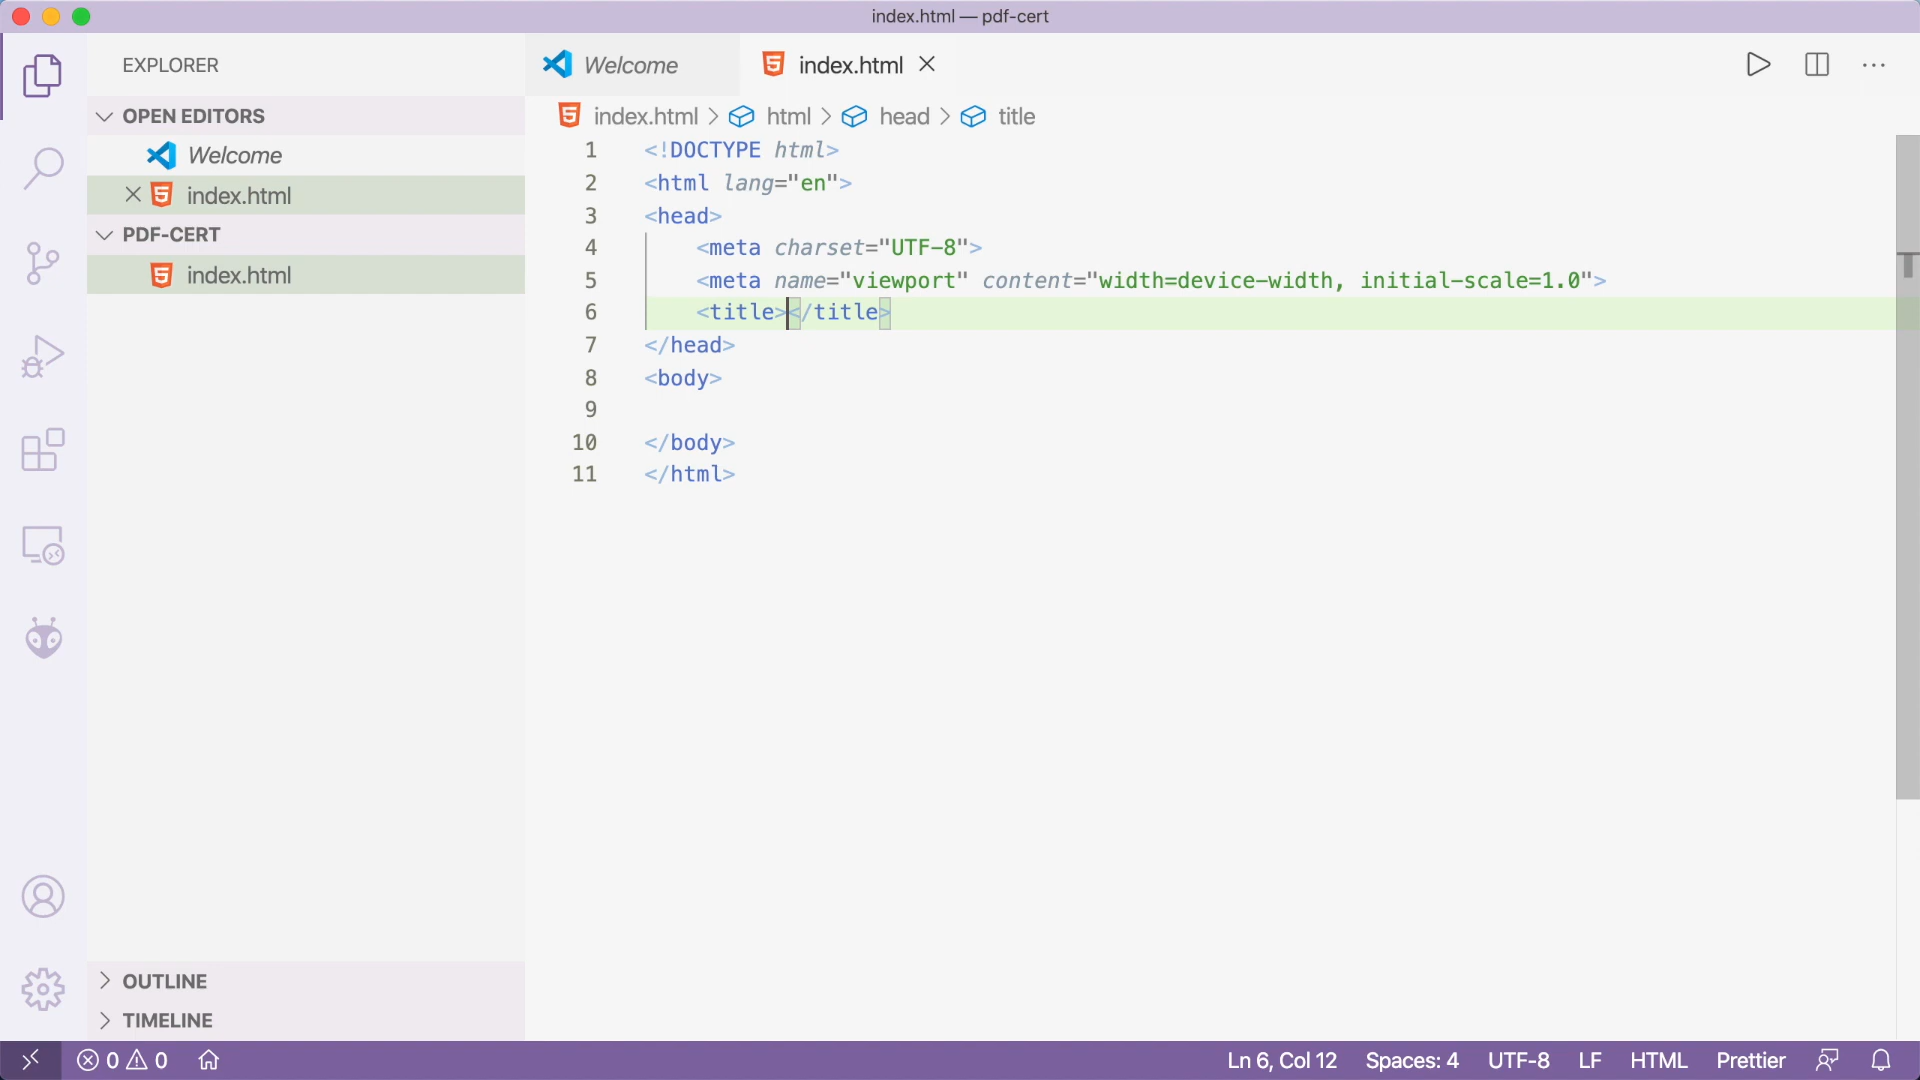 index.html — pdf-cert
EXPLORER
OPEN EDITORS
Welcome
index.html
PDF-CERT
index.html
OUTLINE
TIMELINE
Welcome
index.html
index.html > html > head > title
1 <!DOCTYPE html>
2 <html lang="en">
3 <head>
4 <meta charset="UTF-8">
5 <meta name="viewport" content="width=device-width, initial-scale=1.0">
6 <title></title>
7 </head>
8 <body>
9
10 </body>
11 </html>
0 0 Ln 6, Col 12 Spaces: 4 UTF-8 LF HTML Prettier